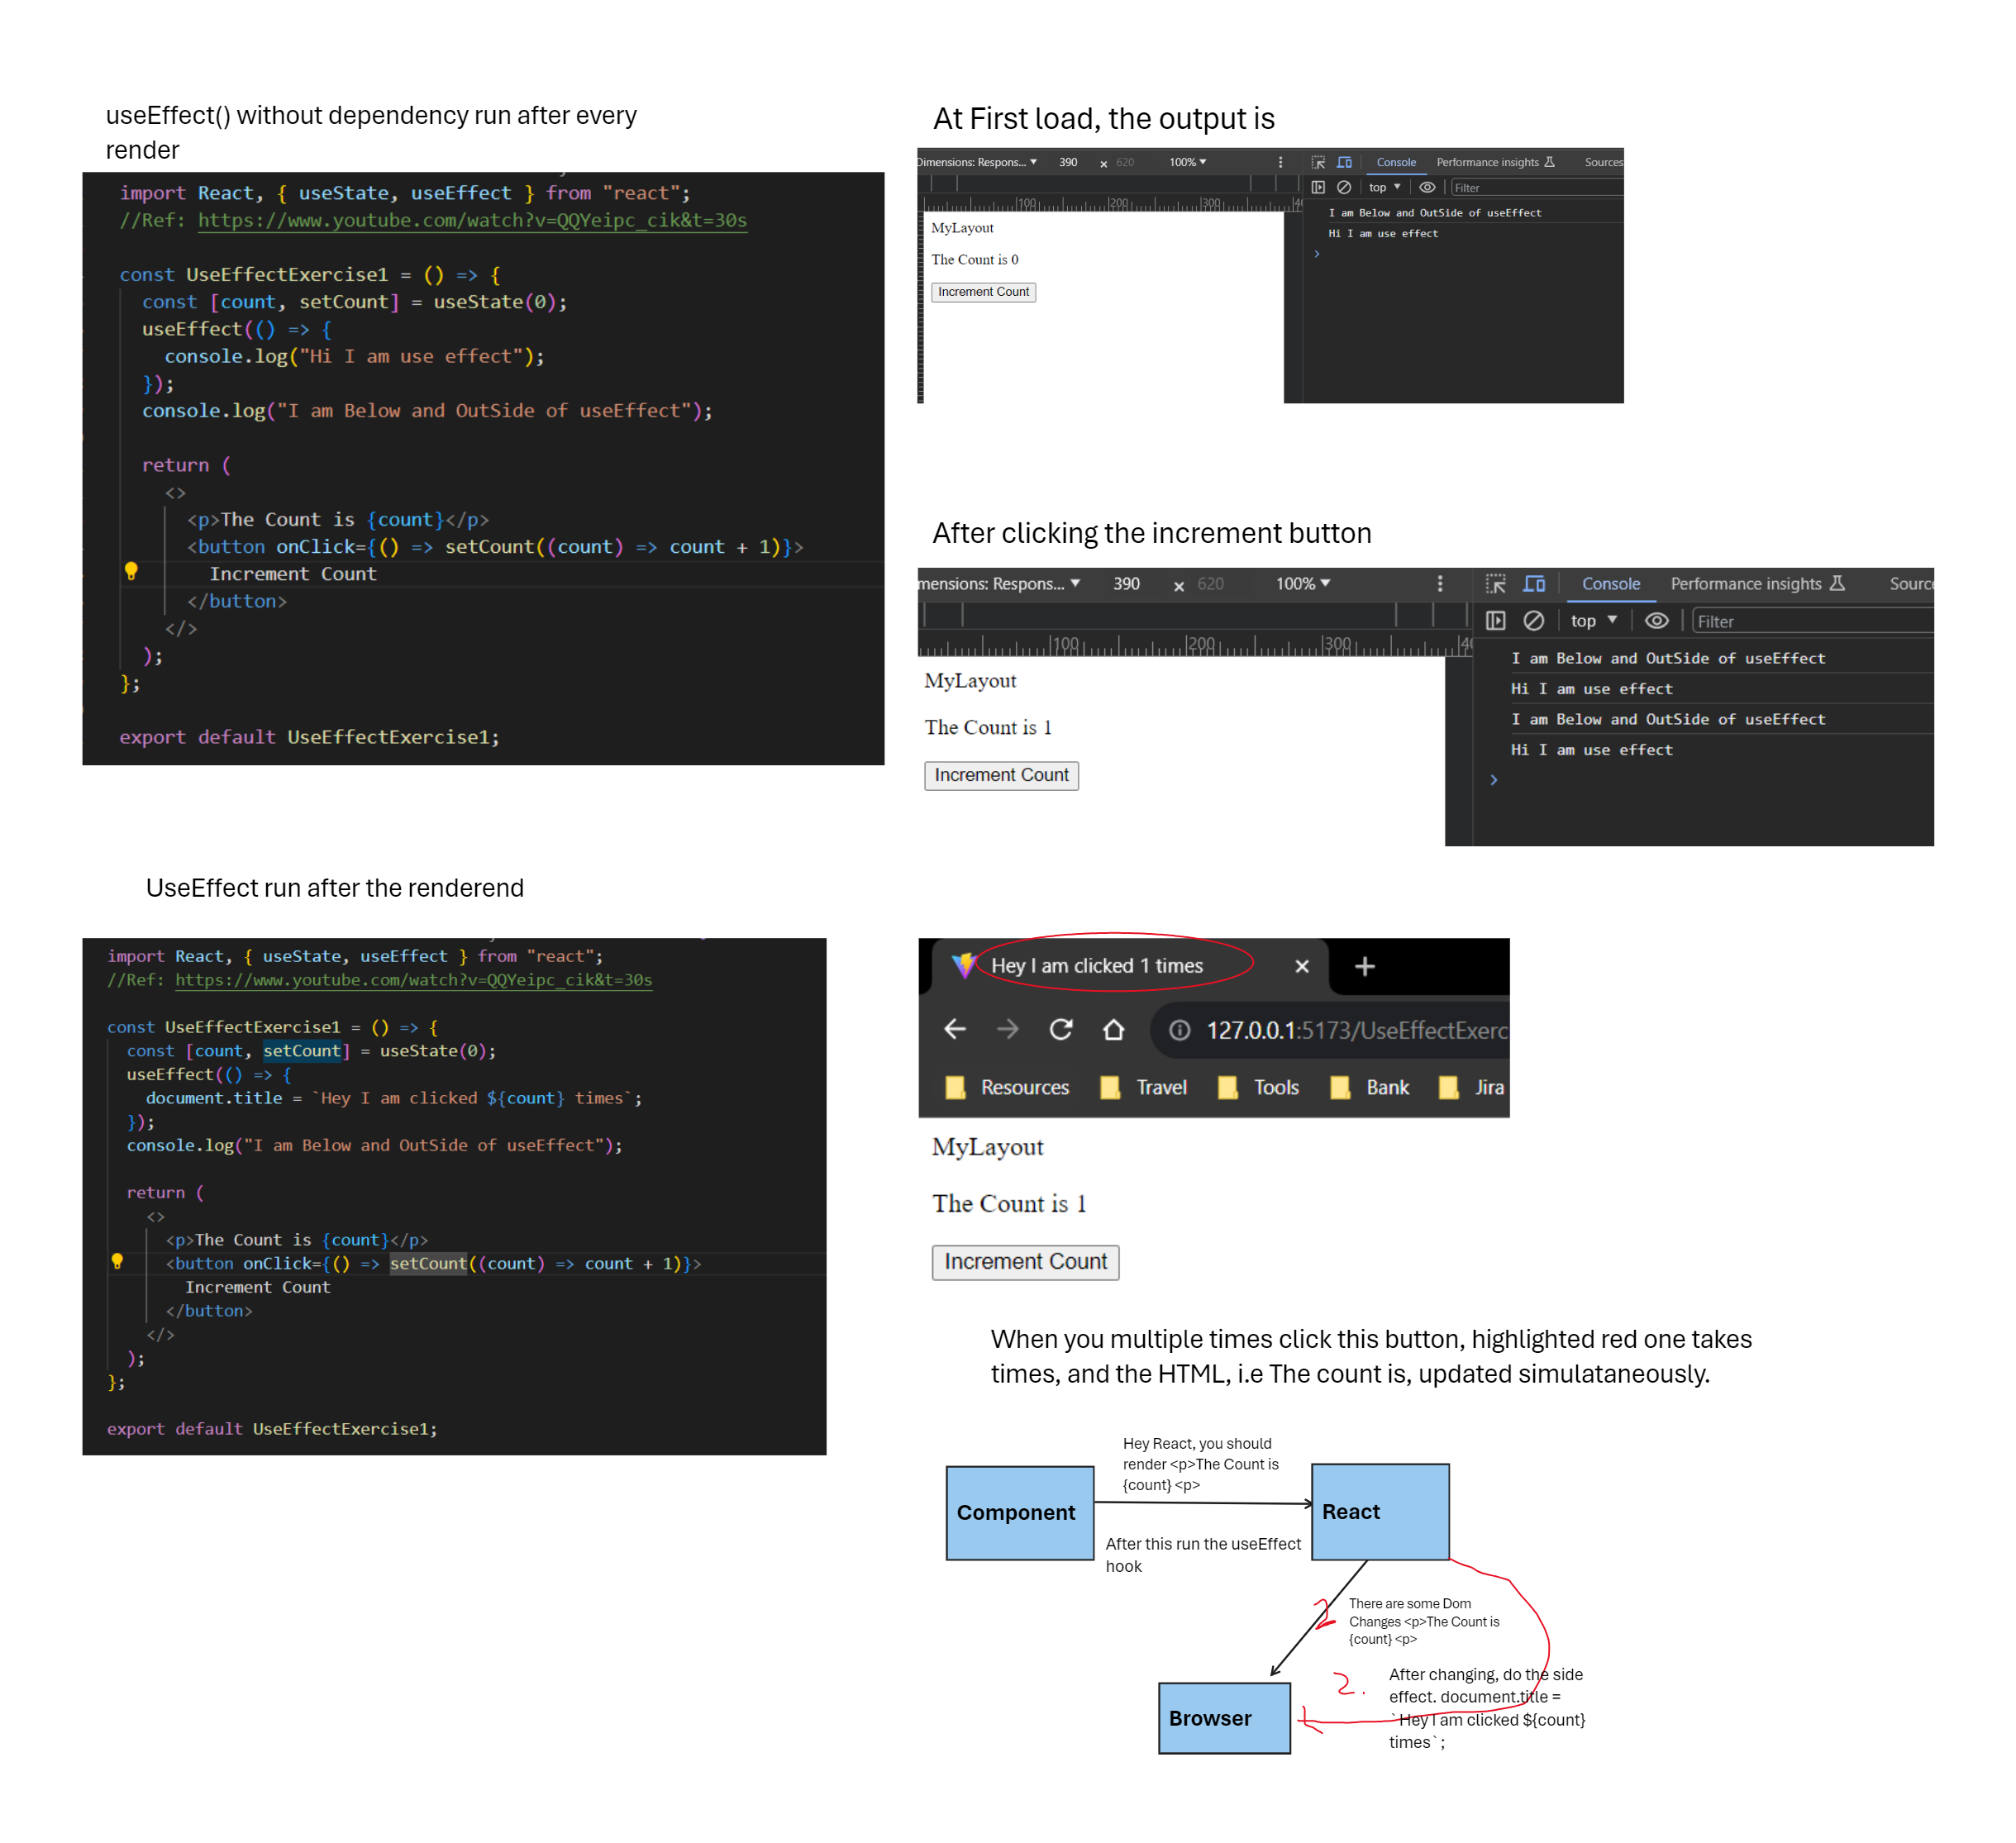 useEffect() without dependency run after every
render
import React, { useState, useEffect } from "react";
//Ref: https://www.youtube.com/watch?v=QQYeipc_cik&t=30s
const UseEffectExercise1 = () => {
const [count, setCount] = useState(0);
useEffect(() => {
console.log("Hi I am use effect");
});
console.log("I am Below and OutSide of useEffect");
return (
<>
<p>The Count is {count}</p>
<button onClick={() => setCount((count) => count + 1)}>
Increment Count
</button>
</>
);
};
export default UseEffectExercise1;
At First load, the output is
Dimensions: Respons... ▼ 390 x 620 100% ▼ Console Performance insights Sources
top ▼ Filter
100 200 300 40
I am Below and OutSide of useEffect
Hi I am use effect
MyLayout
The Count is 0
Increment Count
After clicking the increment button
mensions: Respons... ▼ 390 x 620 100% ▼ Console Performance insights Sourc
top ▼ Filter
100 200 300 40
I am Below and OutSide of useEffect
Hi I am use effect
I am Below and OutSide of useEffect
Hi I am use effect
MyLayout
The Count is 1
Increment Count
UseEffect run after the renderend
import React, { useState, useEffect } from "react";
//Ref: https://www.youtube.com/watch?v=QQYeipc_cik&t=30s
const UseEffectExercise1 = () => {
const [count, setCount] = useState(0);
useEffect(() => {
document.title = `Hey I am clicked ${count} times`;
});
console.log("I am Below and OutSide of useEffect");
return (
<>
<p>The Count is {count}</p>
<button onClick={() => setCount((count) => count + 1)}>
Increment Count
</button>
</>
);
};
export default UseEffectExercise1;
Hey I am clicked 1 times
127.0.0.1:5173/UseEffectExerc
Resources Travel Tools Bank Jira
MyLayout
The Count is 1
Increment Count
When you multiple times click this button, highlighted red one takes
times, and the HTML, i.e The count is, updated simulataneously.
Hey React, you should
render <p>The Count is
{count} <p>
Component
React
After this run the useEffect
hook
There are some Dom
Changes <p>The Count is
{count} <p>
2.
After changing, do the side
effect. document.title =
`Hey I am clicked ${count}
times`;
Browser